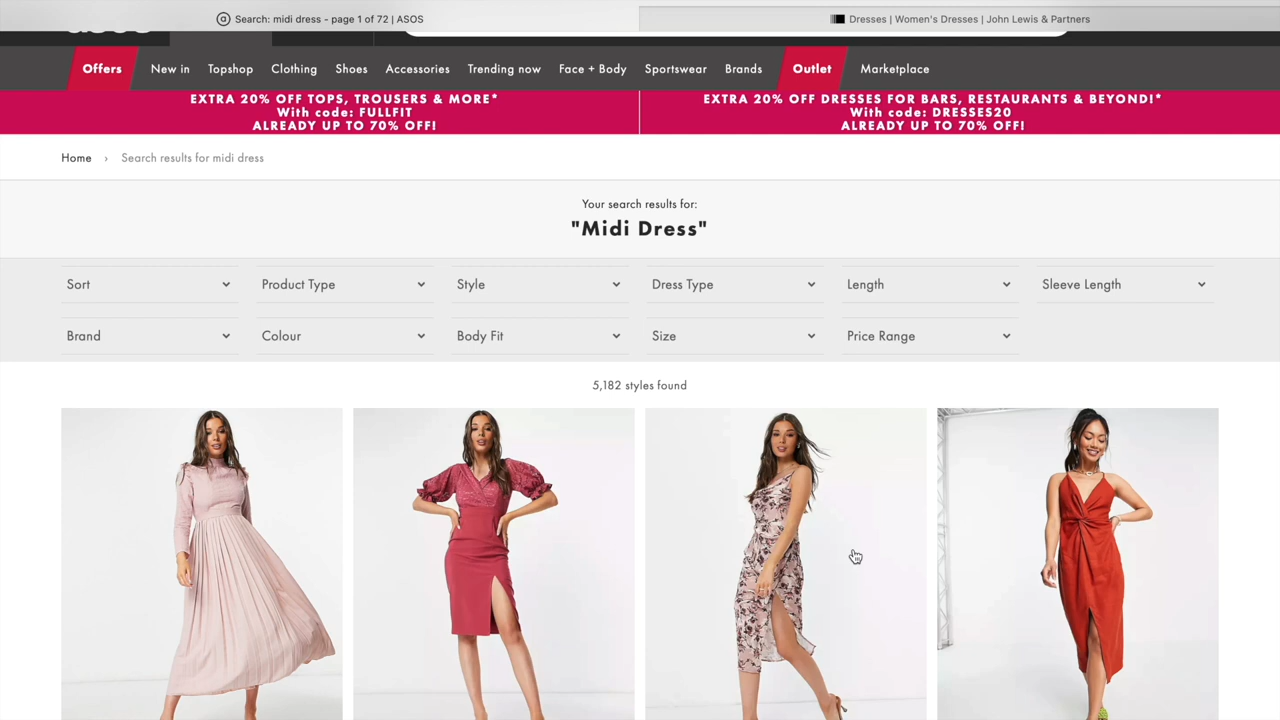 Search: midi dress - page 1 of 72 | ASOS
Dresses | Women's Dresses | John Lewis & Partners
Offers New in Topshop Clothing Shoes Accessories Trending now Face + Body Sportswear Brands Outlet Marketplace
EXTRA 20% OFF TOPS, TROUSERS & MORE*
With code: FULLFIT
ALREADY UP TO 70% OFF!
EXTRA 20% OFF DRESSES FOR BARS, RESTAURANTS & BEYOND!*
With code: DRESSES20
ALREADY UP TO 70% OFF!
Home › Search results for midi dress
Your search results for:
"Midi Dress"
Sort Product Type Style Dress Type Length Sleeve Length
Brand Colour Body Fit Size Price Range
5,182 styles found